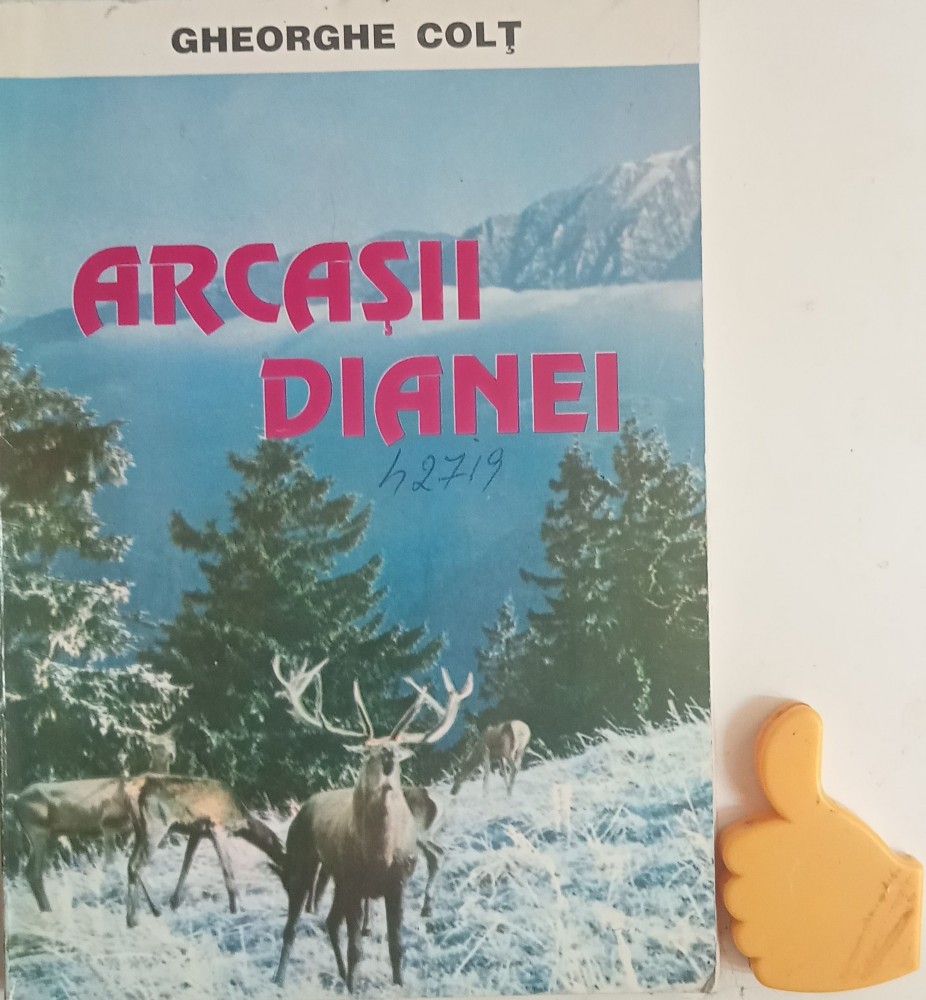 GHEORGHE COLŢ
ARCAŞII
DIANEI
42719